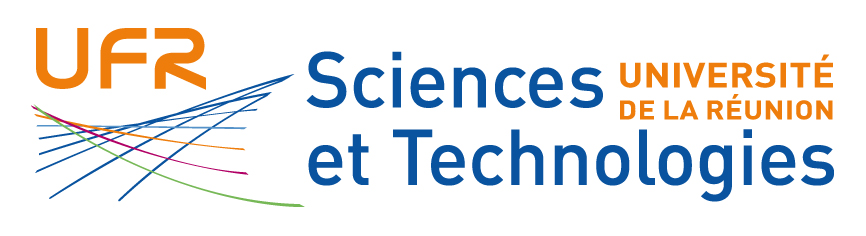 UFR
Sciences
UNIVERSITÉ
DE LA RÉUNION
et Technologies